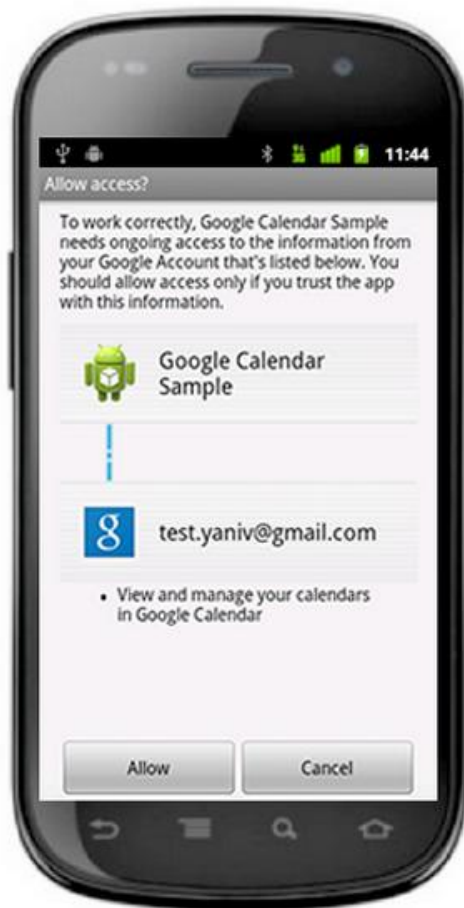 11:44
Allow access?
To work correctly, Google Calendar Sample
needs ongoing access to the information from
your Google Account that's listed below. You
should allow access only if you trust the app
with this information.
Google Calendar
Sample
8
test.yaniv@gmail.com
• View and manage your calendars
in Google Calendar
Allow
Cancel